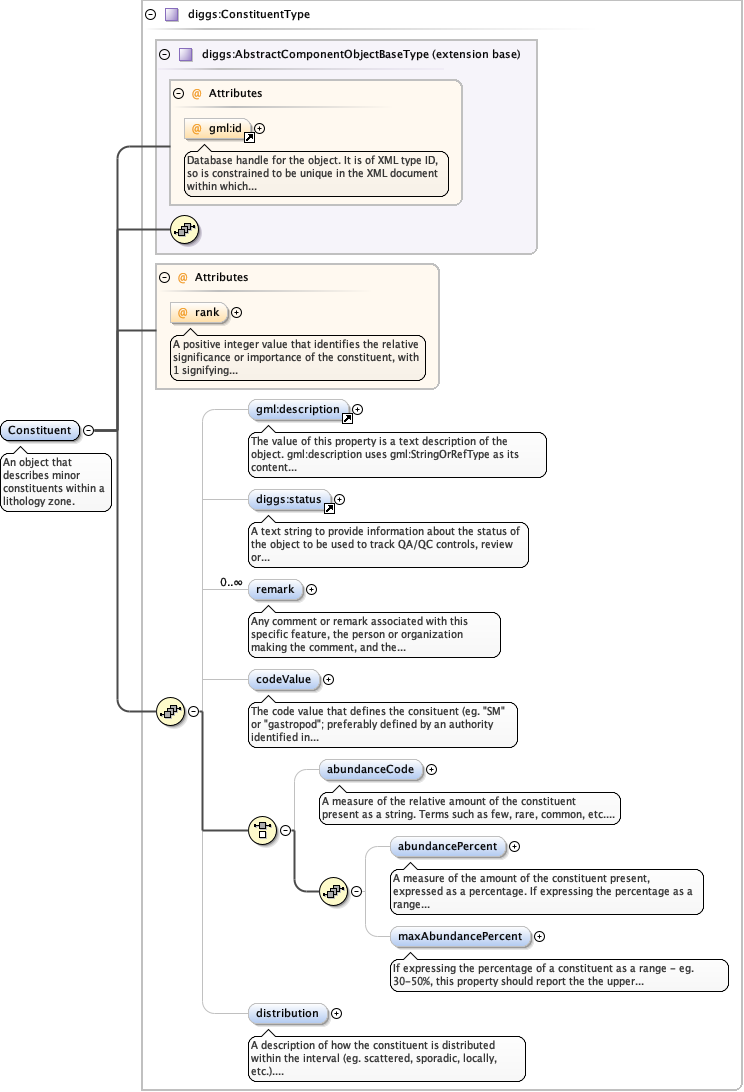 diggs:ConstituentType
diggs:AbstractComponentObjectBaseType (extension base)
@ Attributes
@ gml:id
Database handle for the object. It is of XML type ID,
so is constrained to be unique in the XML document
within which...
@ Attributes
@ rank
A positive integer value that identifies the relative
significance or importance of the constituent, with
1 signifying...
Constituent
An object that
describes minor
constituents within a
lithology zone.
gml:description
The value of this property is a text description of the
object. gml:description uses gml:StringOrRefType as its
content...
diggs:status
A text string to provide information about the status of
the object to be used to track QA/QC controls, review
or...
0..∞
remark
Any comment or remark associated with this
specific feature, the person or organization
making the comment, and the...
codeValue
The code value that defines the consituent (eg. "SM"
or "gastropod"; preferably defined by an authority
identified in...
abundanceCode
A measure of the relative amount of the constituent
present as a string. Terms such as few, rare, common, etc....
abundancePercent
A measure of the amount of the constituent present,
expressed as a percentage. If expressing the percentage as a
range...
maxAbundancePercent
If expressing the percentage of a constituent as a range - eg.
30-50%, this property should report the the upper...
distribution
A description of how the constituent is distributed
within the interval (eg. scattered, sporadic, locally,
etc.)....